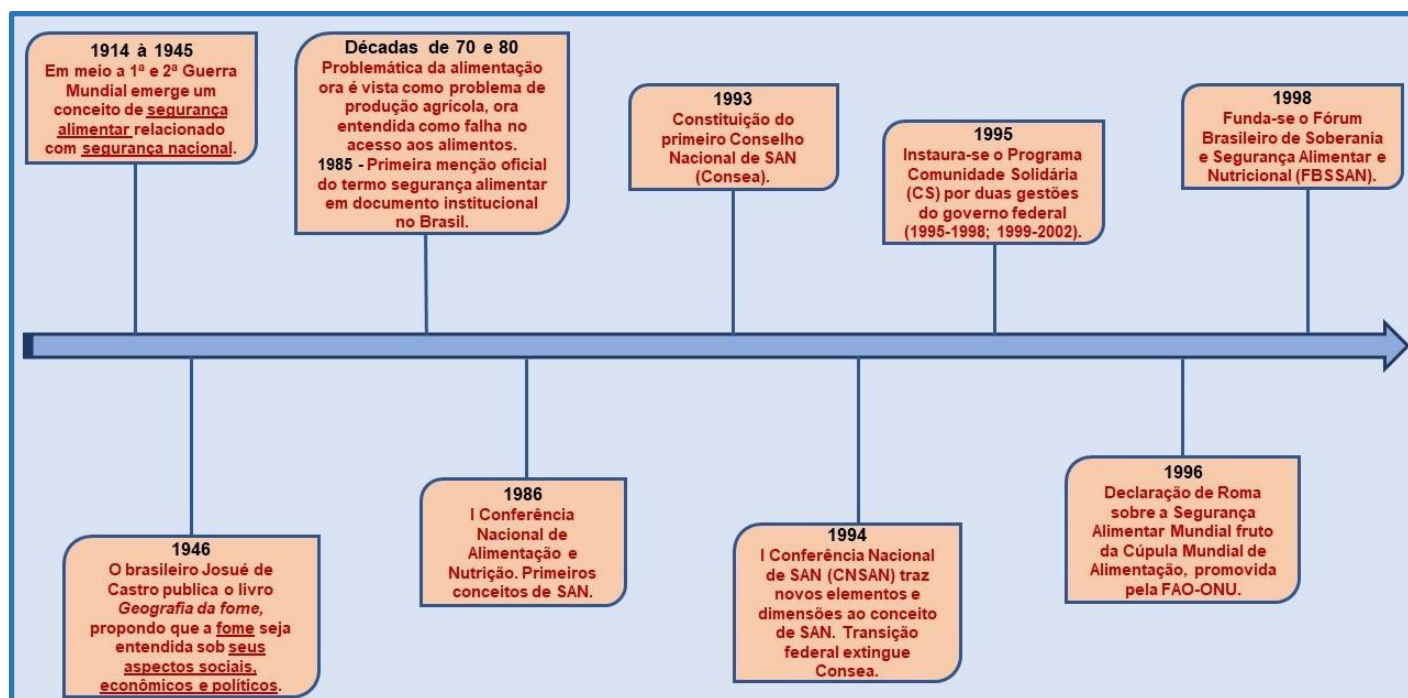 1914 à 1945
Em meio a 1ª e 2ª Guerra
Mundial emerge um
conceito de segurança
alimentar relacionado
com segurança nacional.
Décadas de 70 e 80
Problemática da alimentação
ora é vista como problema de
produção agrícola, ora
entendida como falha no
acesso aos alimentos.
1985 - Primeira menção oficial
do termo segurança alimentar
em documento institucional
no Brasil.
1993
Constituição do
primeiro Conselho
Nacional de SAN
(Consea).
1995
Instaura-se o Programa
Comunidade Solidária
(CS) por duas gestões
do governo federal
(1995-1998; 1999-2002).
1998
Funda-se o Fórum
Brasileiro de Soberania
e Segurança Alimentar e
Nutricional (FBSSAN).
1946
O brasileiro Josué de
Castro publica o livro
Geografia da fome,
propondo que a fome seja
entendida sob seus
aspectos sociais,
econômicos e políticos.
1986
I Conferência
Nacional de
Alimentação e
Nutrição. Primeiros
conceitos de SAN.
1994
I Conferência Nacional
de SAN (CNSAN) traz
novos elementos e
dimensões ao conceito
de SAN. Transição
federal extingue
Consea.
1996
Declaração de Roma
sobre a Segurança
Alimentar Mundial fruto
da Cúpula Mundial de
Alimentação, promovida
pela FAO-ONU.